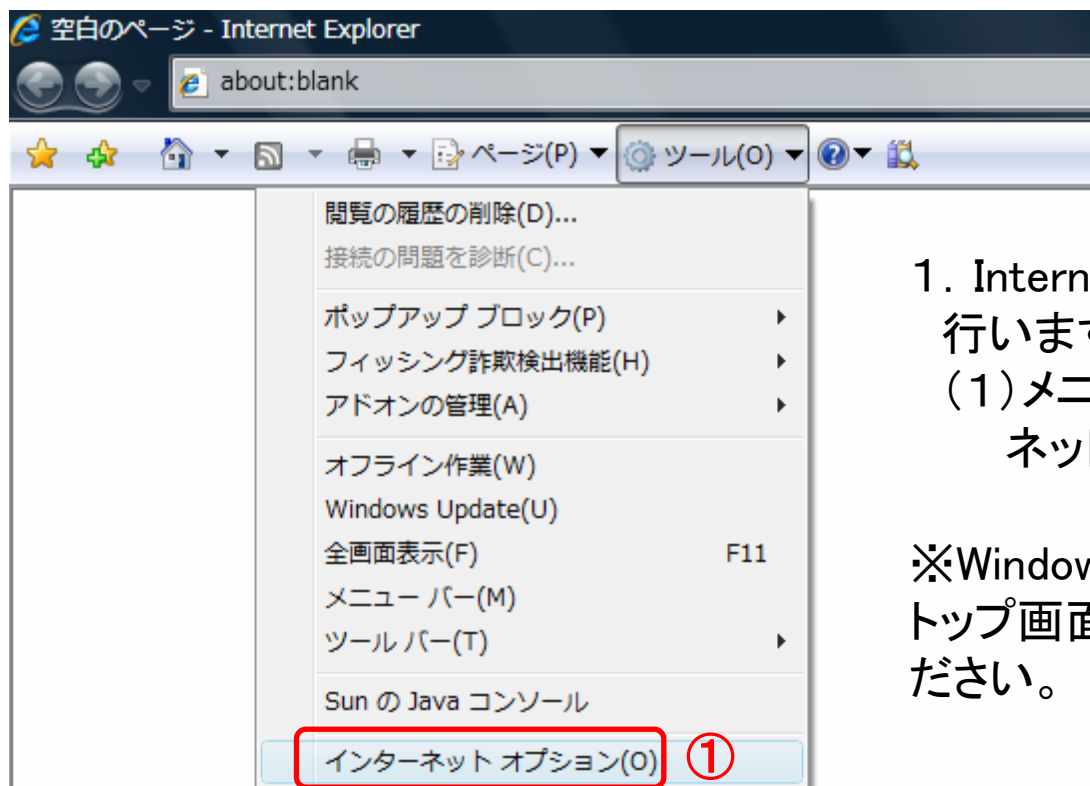 空白のページ - Internet Explorer
about:blank
ページ(P) ツール(O)
閲覧の履歴の削除(D)...
接続の問題を診断(C)...
ポップアップ ブロック(P)
フィッシング詐欺検出機能(H)
アドオンの管理(A)
オフライン作業(W)
Windows Update(U)
全画面表示(F) F11
メニュー バー(M)
ツール バー(T)
Sun の Java コンソール
インターネット オプション(O) ①
１．Intern
行います
（１）メニ
ネッ
※Window
トップ画面
ださい。